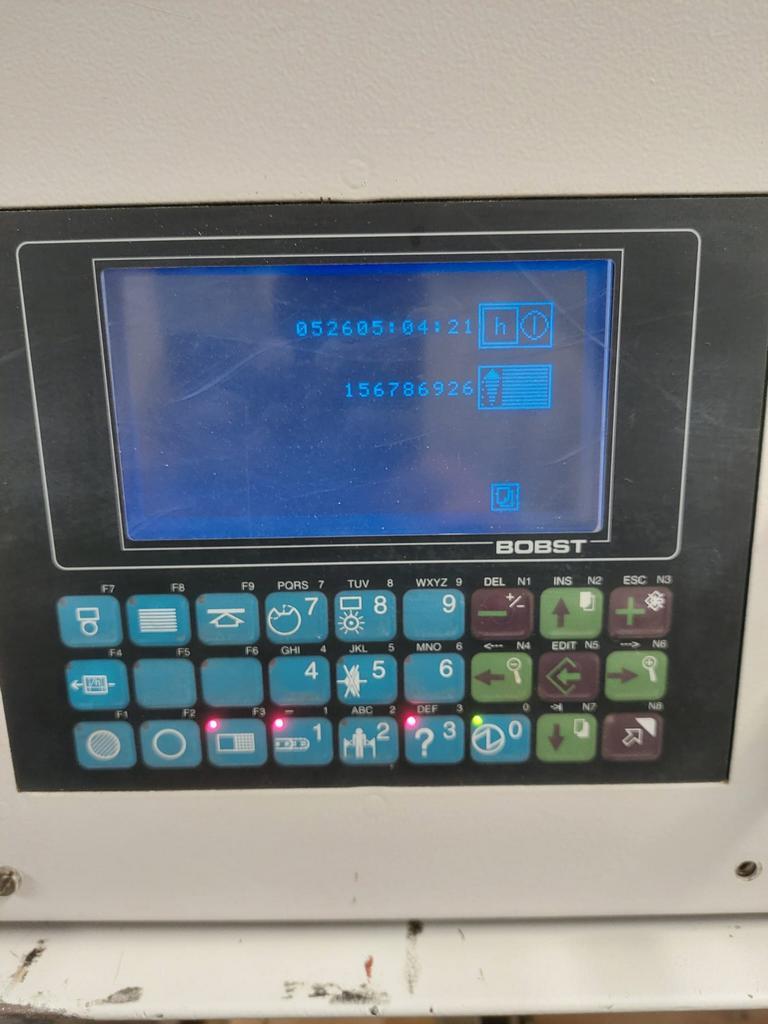 052605:04:21 h
156786926
BOBST
F7 F8 F9 PQRS 7 TUV 8 WXYZ 9 DEL N1 INS N2 ESC N3
7 8 9 +/-
F4 F5 F6 GHI 4 JKL 5 MNO 6 <--- N4 EDIT N5 ---> N6
4 5 6
F1 F2 F3 – 1 ABC 2 DEF 3 0 N7 N8
1 2 ? 3 0